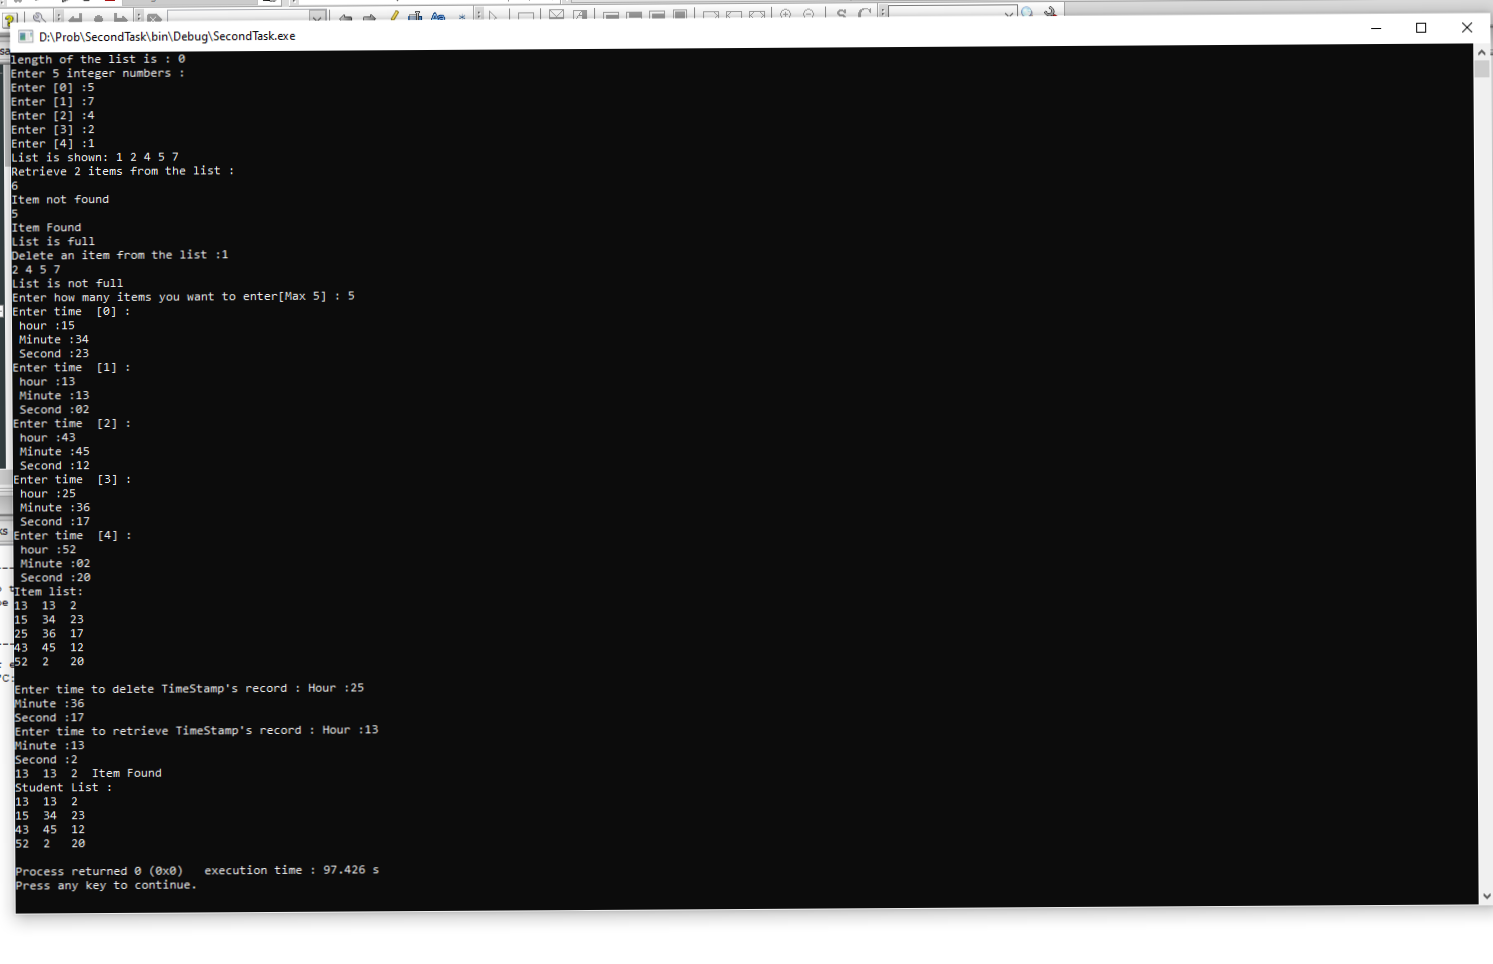 D:\Prob\SecondTask\bin\Debug\SecondTask.exe
length of the list is : 0
Enter 5 integer numbers :
Enter [0] :5
Enter [1] :7
Enter [2] :4
Enter [3] :2
Enter [4] :1
List is shown: 1 2 4 5 7
Retrieve 2 items from the list :
6
Item not found
5
Item Found
List is full
Delete an item from the list :1
2 4 5 7
List is not full
Enter how many items you want to enter[Max 5] : 5
Enter time  [0] :
 hour :15
 Minute :34
 Second :23
Enter time  [1] :
 hour :13
 Minute :13
 Second :02
Enter time  [2] :
 hour :43
 Minute :45
 Second :12
Enter time  [3] :
 hour :25
 Minute :36
 Second :17
Enter time  [4] :
 hour :52
 Minute :02
 Second :20
Item list:
13  13  2
15  34  23
25  36  17
43  45  12
52  2   20
Enter time to delete TimeStamp's record : Hour :25
Minute :36
Second :17
Enter time to retrieve TimeStamp's record : Hour :13
Minute :13
Second :2
13  13  2  Item Found
Student List :
13  13  2
15  34  23
43  45  12
52  2   20
Process returned 0 (0x0)   execution time : 97.426 s
Press any key to continue.